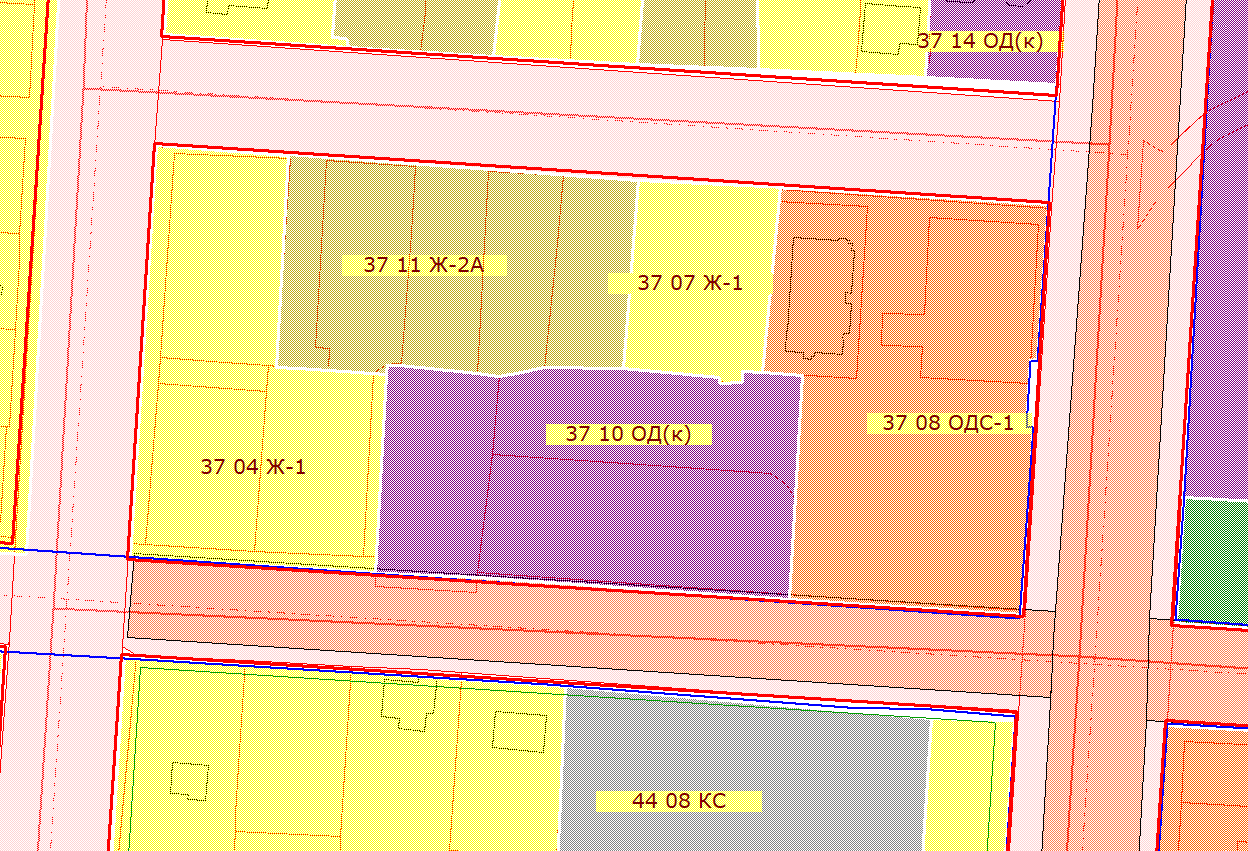 37 14 ОД(к)
37 11 Ж-2А
37 07 Ж-1
37 08 ОДС-1
37 10 ОД(к)
37 04 Ж-1
44 08 КС